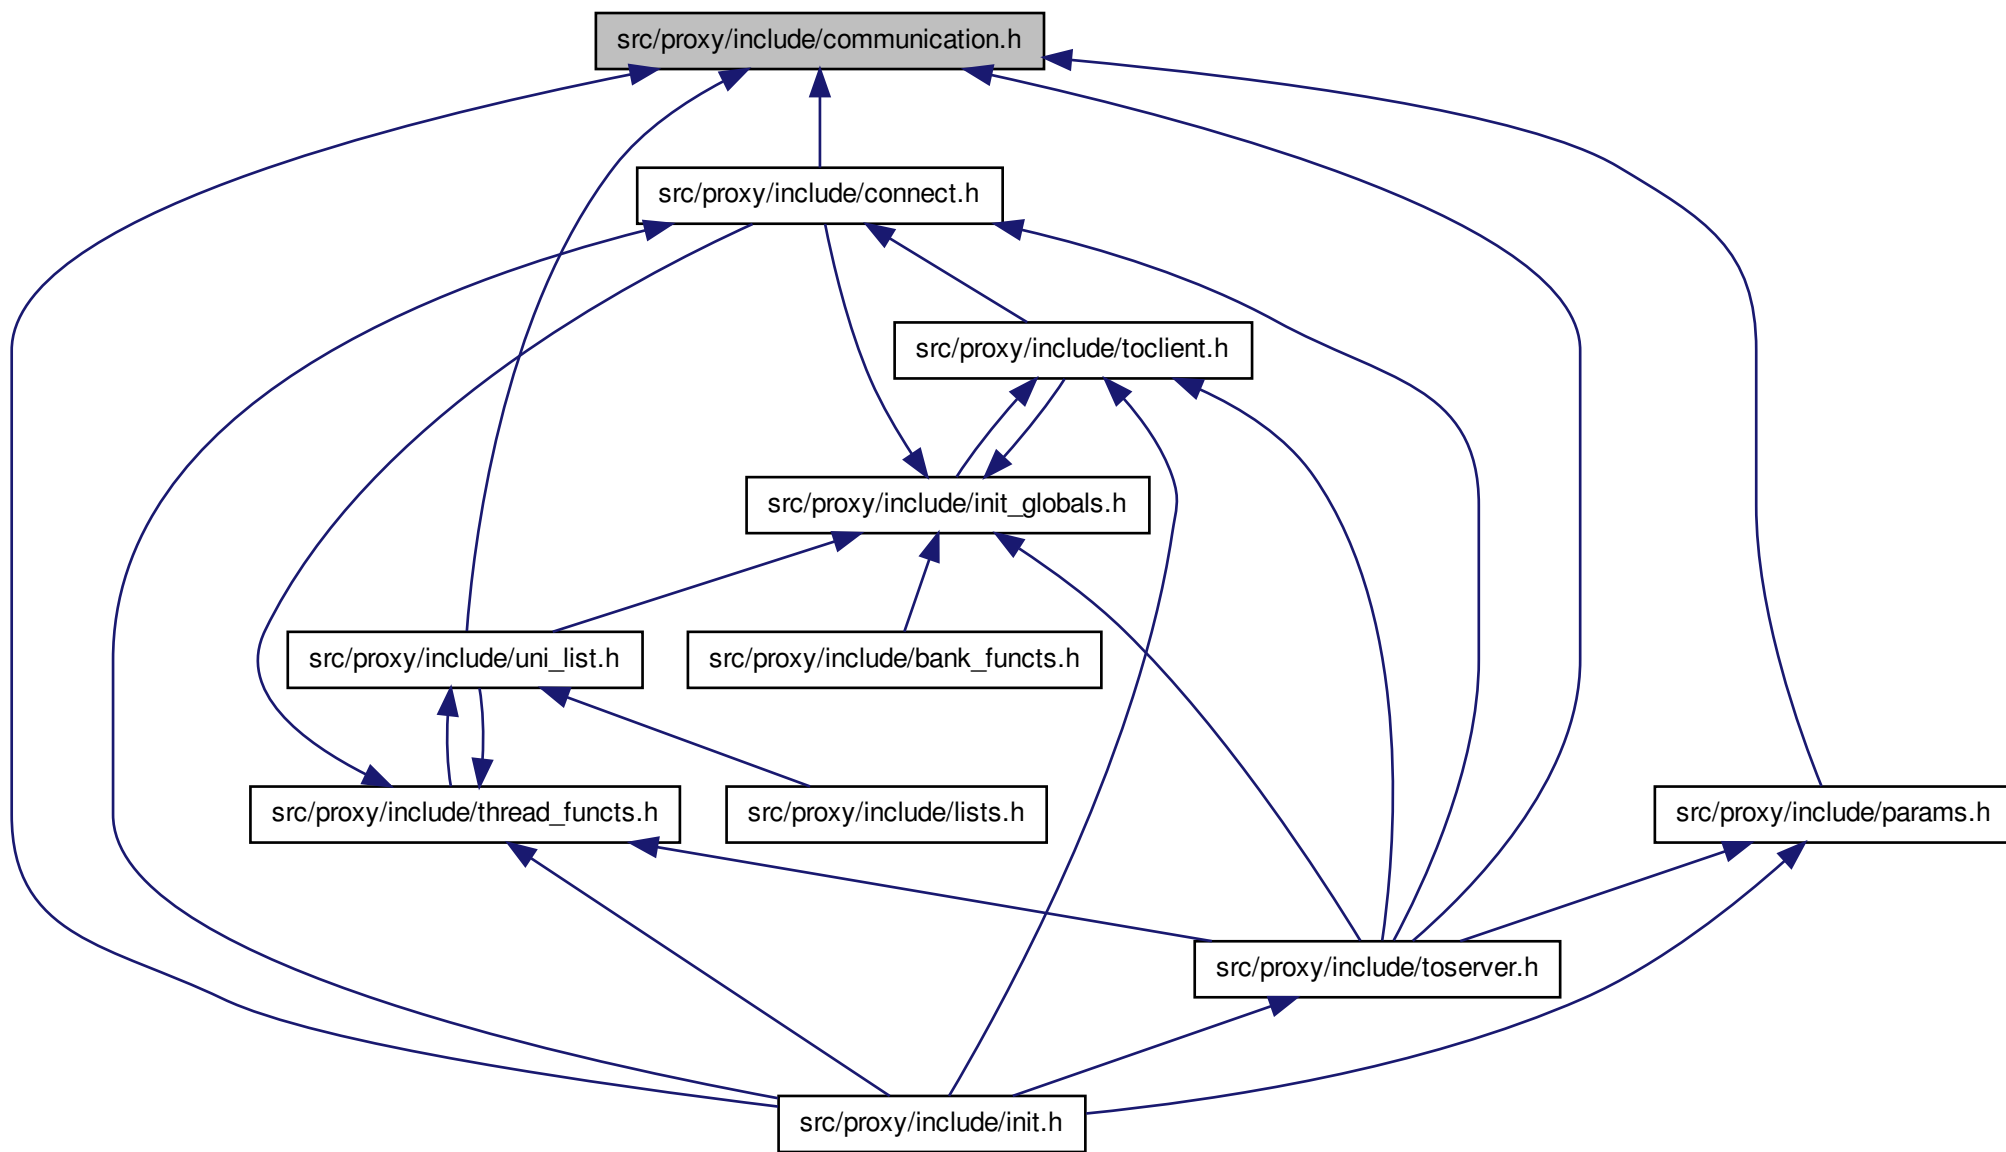 src/proxy/include/communication.h
src/proxy/include/connect.h
src/proxy/include/toclient.h
src/proxy/include/init_globals.h
src/proxy/include/uni_list.h
src/proxy/include/bank_functs.h
src/proxy/include/thread_functs.h
src/proxy/include/lists.h
src/proxy/include/params.h
src/proxy/include/toserver.h
src/proxy/include/init.h